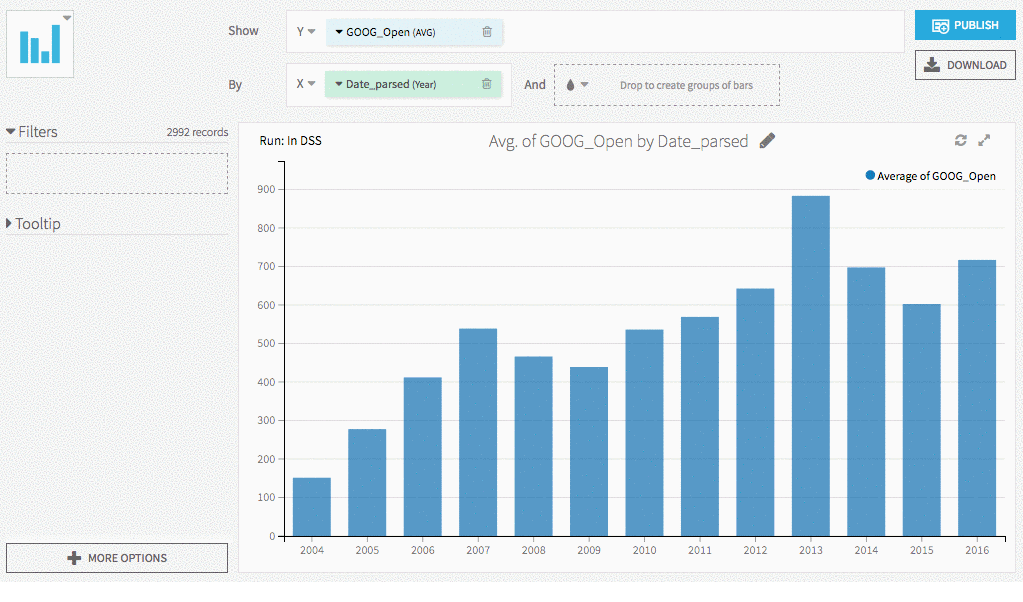 Show
Y
GOOG_Open (AVG)
PUBLISH
DOWNLOAD
By
X
Date_parsed (Year)
And
Drop to create groups of bars
Filters
2992 records
Tooltip
MORE OPTIONS
Run: In DSS
Avg. of GOOG_Open by Date_parsed
Average of GOOG_Open
900
800
700
600
500
400
300
200
100
0
2004 2005 2006 2007 2008 2009 2010 2011 2012 2013 2014 2015 2016